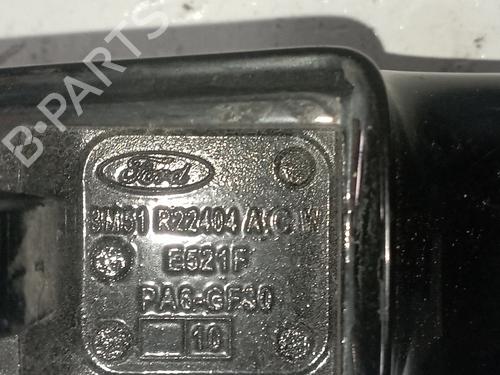 B-PARTS
Ford
3M51 R22404 A.C W
E521F
PA6-GF30
10